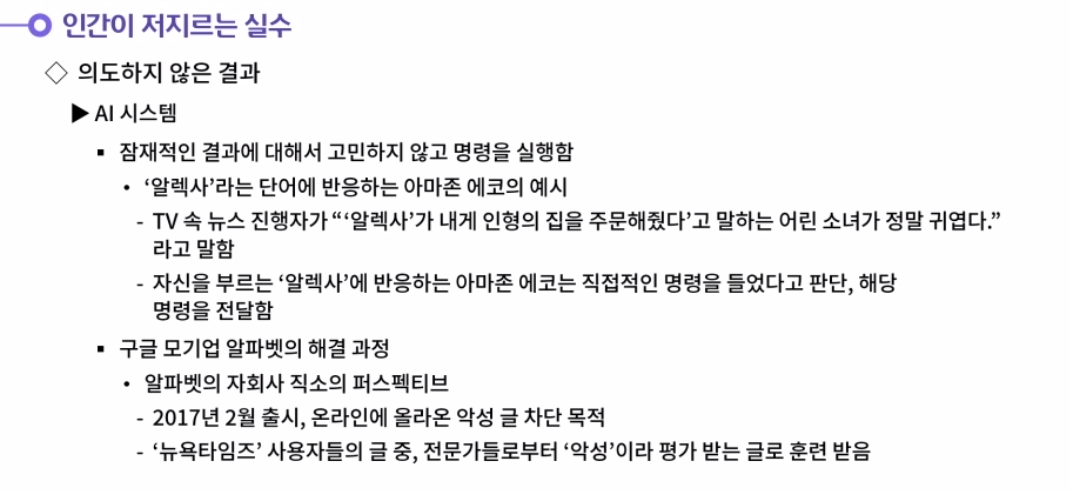 인간이 저지르는 실수
◇ 의도하지 않은 결과
▶ AI 시스템
▪ 잠재적인 결과에 대해서 고민하지 않고 명령을 실행함
• ‘알렉사’라는 단어에 반응하는 아마존 에코의 예시
- TV 속 뉴스 진행자가 “‘알렉사’가 내게 인형의 집을 주문해줬다’고 말하는 어린 소녀가 정말 귀엽다.”
라고 말함
- 자신을 부르는 ‘알렉사’에 반응하는 아마존 에코는 직접적인 명령을 들었다고 판단, 해당
명령을 전달함
▪ 구글 모기업 알파벳의 해결 과정
• 알파벳의 자회사 직소의 퍼스펙티브
- 2017년 2월 출시, 온라인에 올라온 악성 글 차단 목적
- ‘뉴욕타임즈’ 사용자들의 글 중, 전문가들로부터 ‘악성’이라 평가 받는 글로 훈련 받음